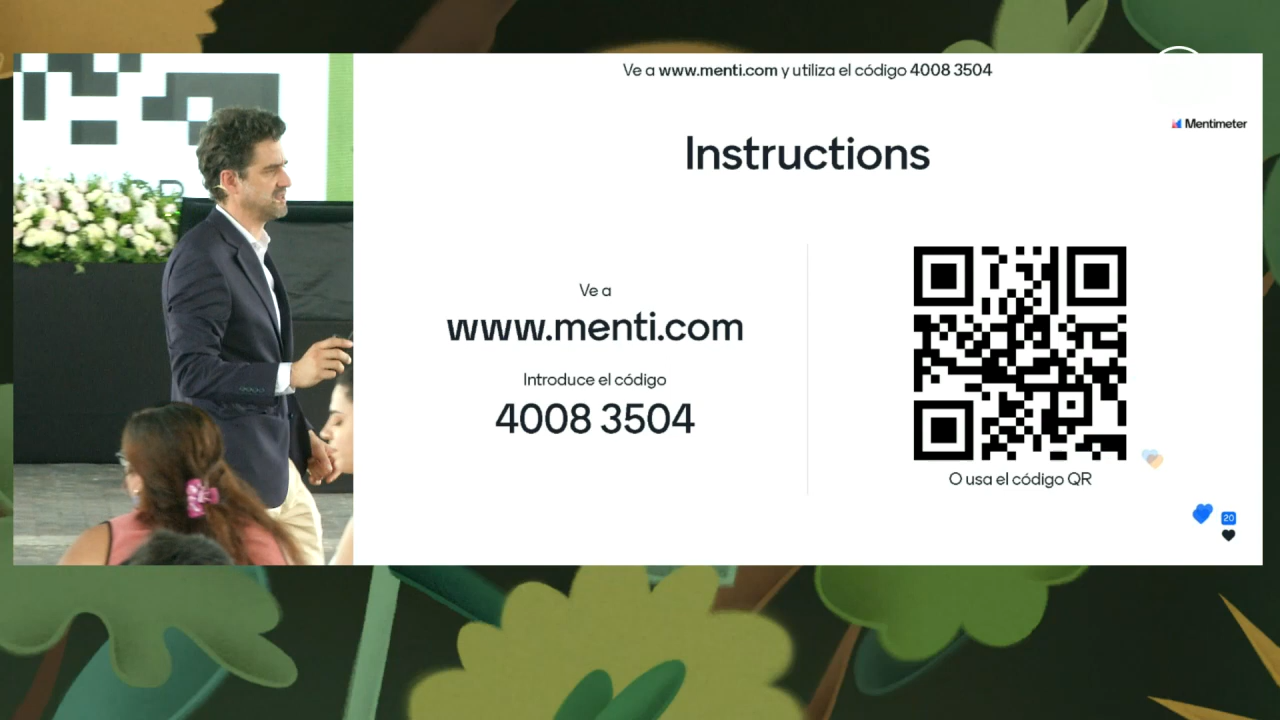 Ve a www.menti.com y utiliza el código 4008 3504
Mentimeter
Instructions
Ve a
www.menti.com
Introduce el código
4008 3504
O usa el código QR
20